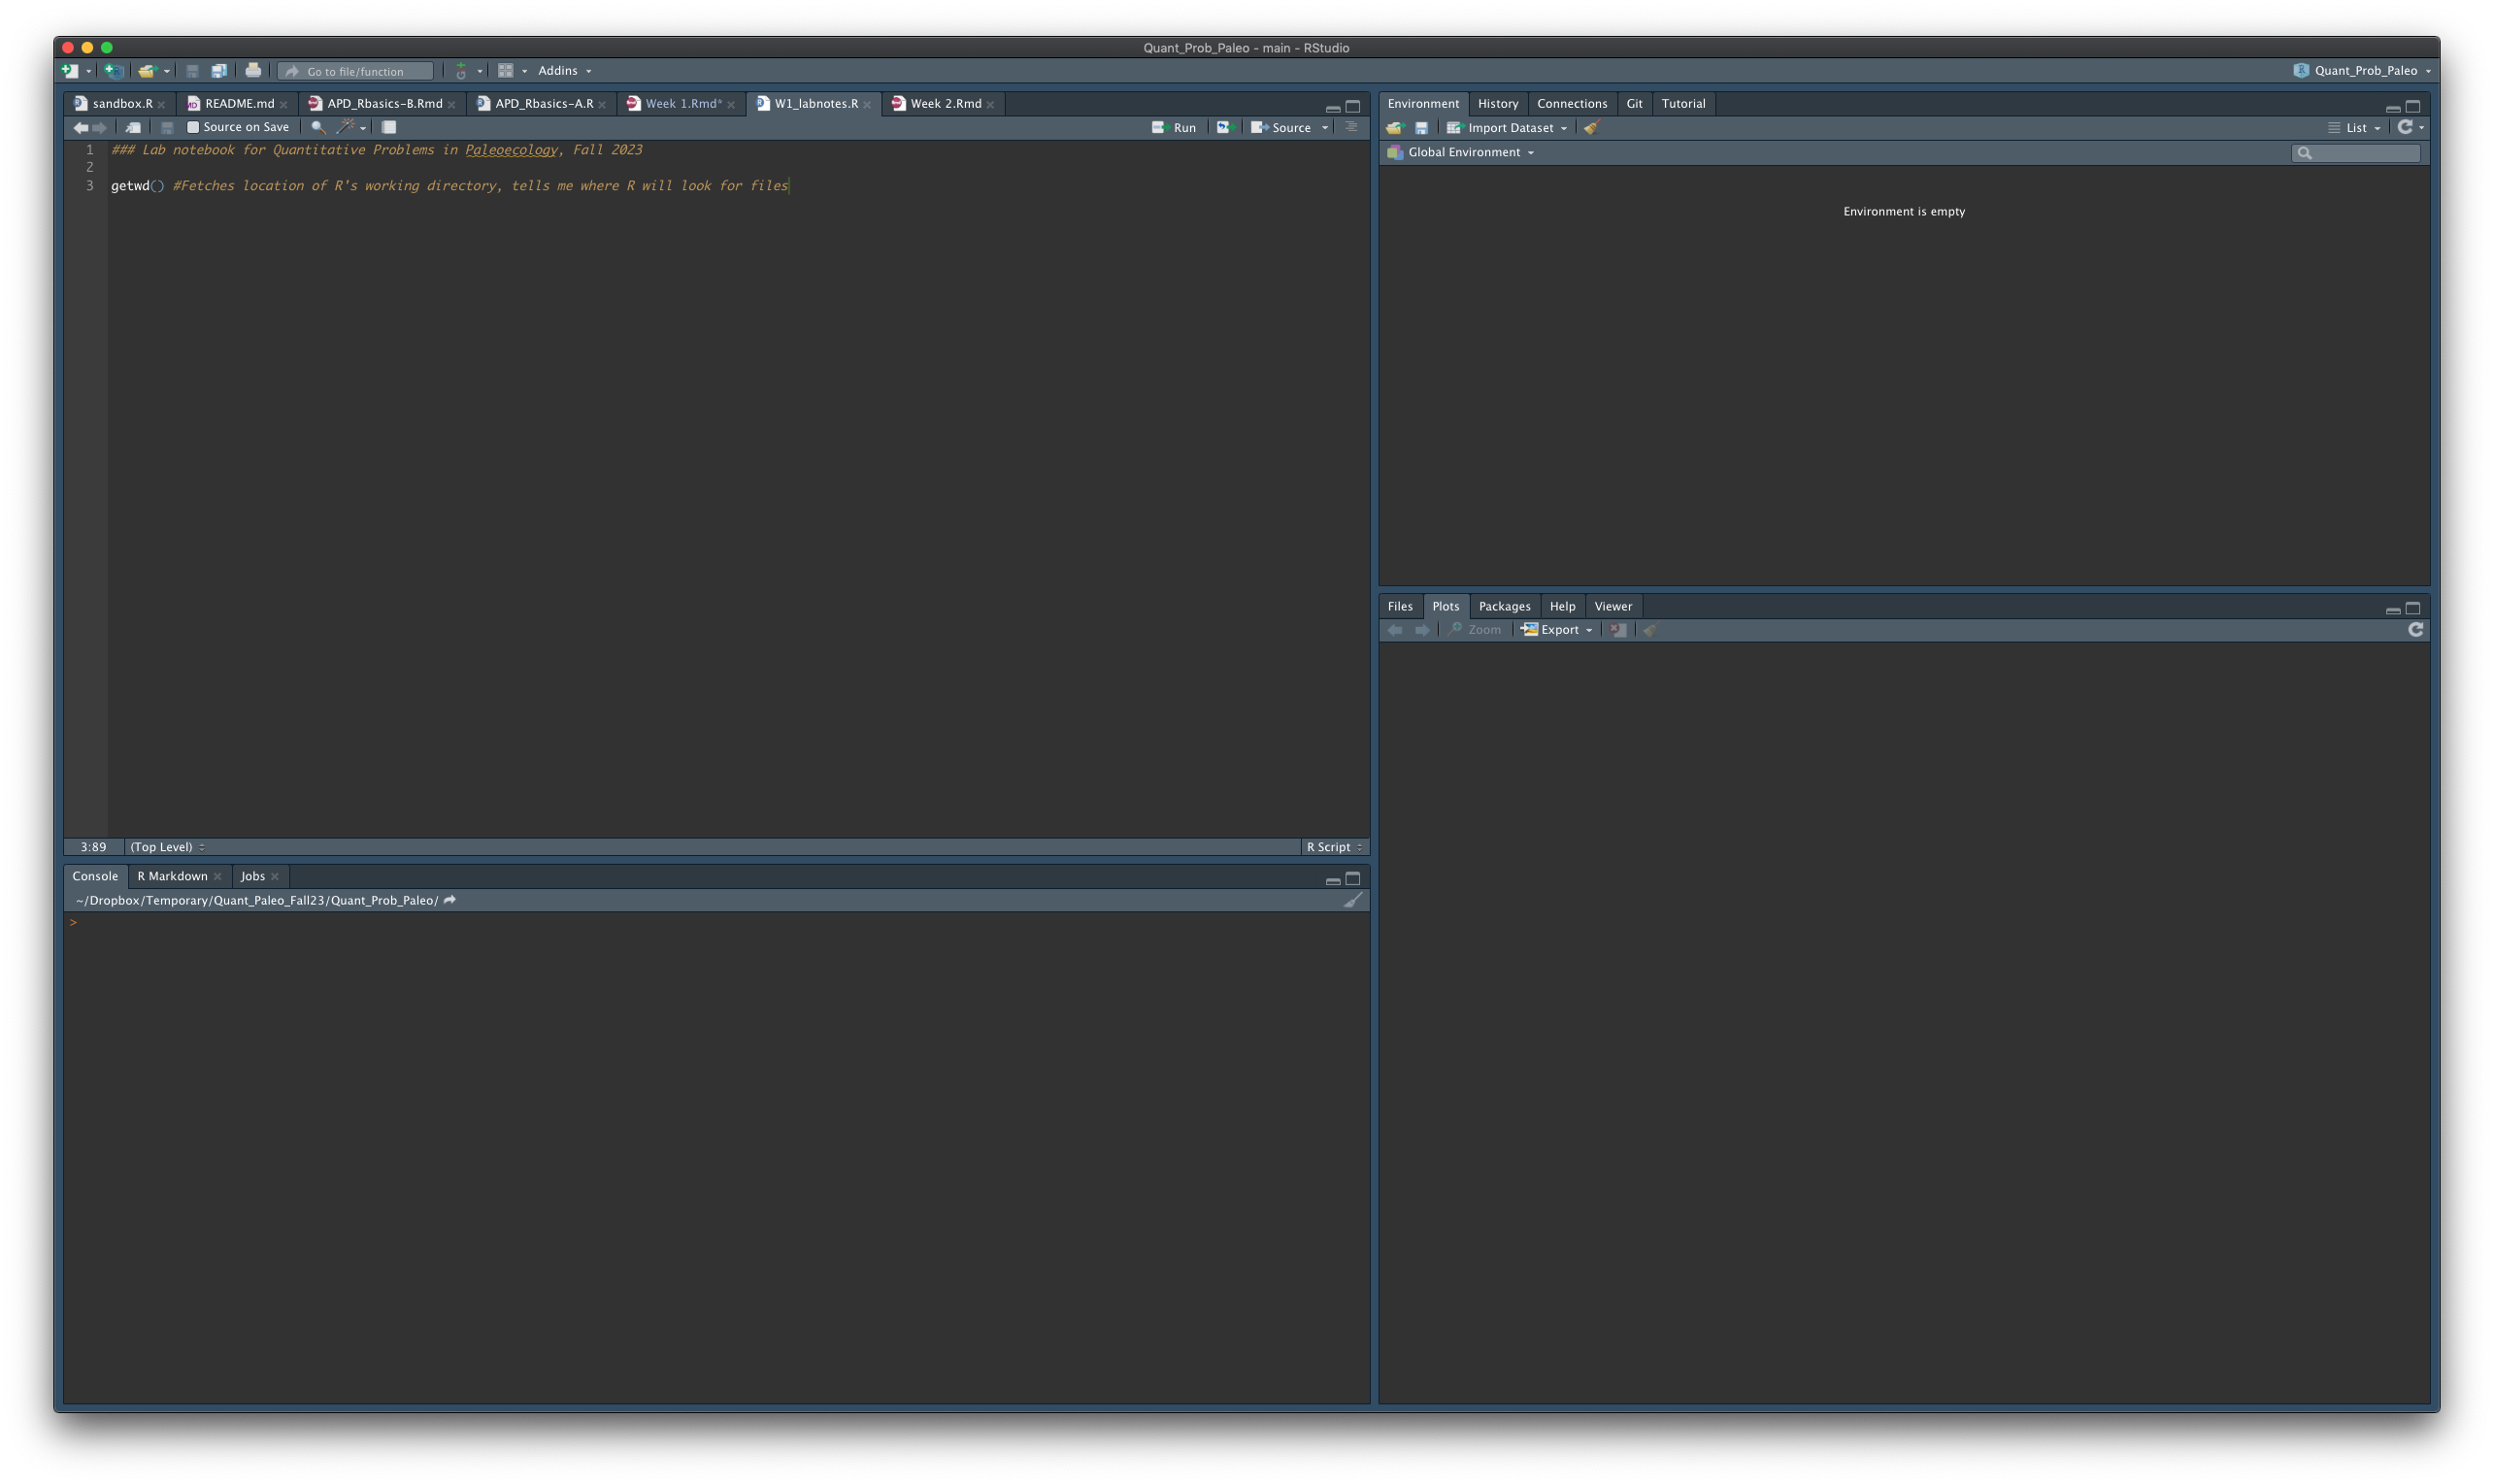 Quant_Prob_Paleo - main - RStudio
Go to file/function Addins Quant_Prob_Paleo
sandbox.R README.md APD_Rbasics-B.Rmd APD_Rbasics-A.R Week 1.Rmd* W1_labnotes.R Week 2.Rmd
Source on Save Run Source
1 ### Lab notebook for Quantitative Problems in Paleoecology, Fall 2023
2
3 getwd() #Fetches location of R's working directory, tells me where R will look for files
3:89 (Top Level) R Script
Console R Markdown Jobs
~/Dropbox/Temporary/Quant_Paleo_Fall23/Quant_Prob_Paleo/
>
Environment History Connections Git Tutorial
Import Dataset List
Global Environment
Environment is empty
Files Plots Packages Help Viewer
Zoom Export